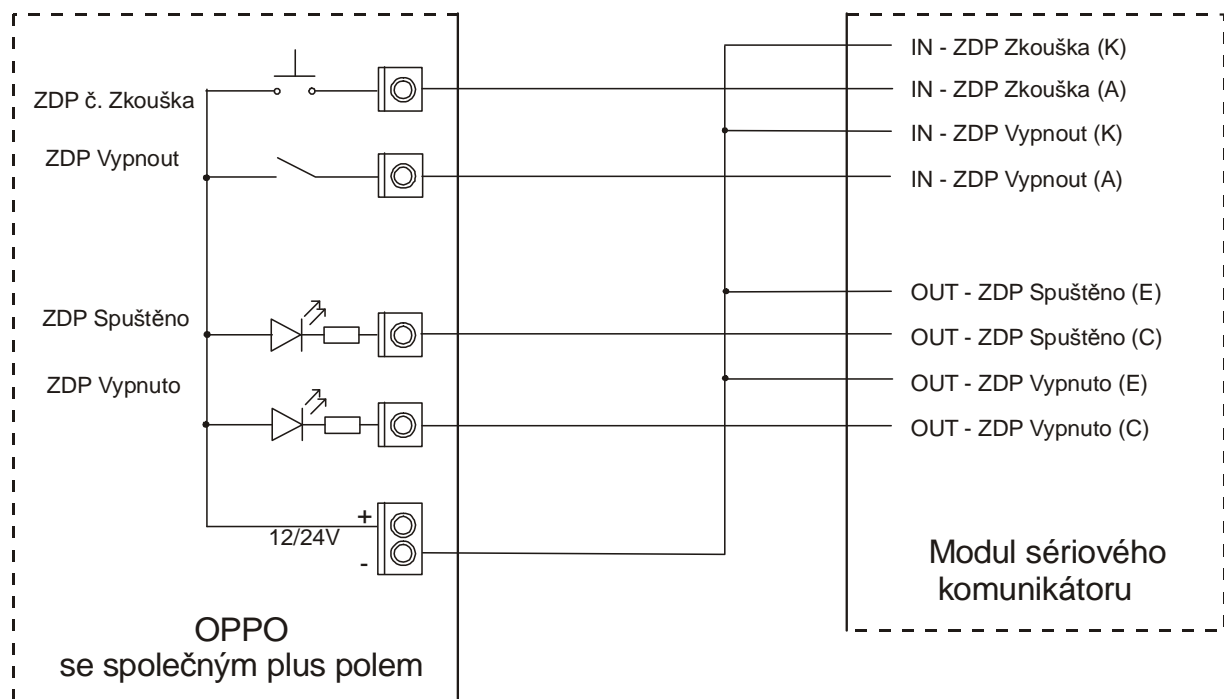 ZDP č. Zkouška
ZDP Vypnout
ZDP Spuštěno
ZDP Vypnuto
+
12/24V
-
OPPO
se společným plus polem
IN - ZDP Zkouška (K)
IN - ZDP Zkouška (A)
IN - ZDP Vypnout (K)
IN - ZDP Vypnout (A)
OUT - ZDP Spuštěno (E)
OUT - ZDP Spuštěno (C)
OUT - ZDP Vypnuto (E)
OUT - ZDP Vypnuto (C)
Modul sériového
komunikátoru